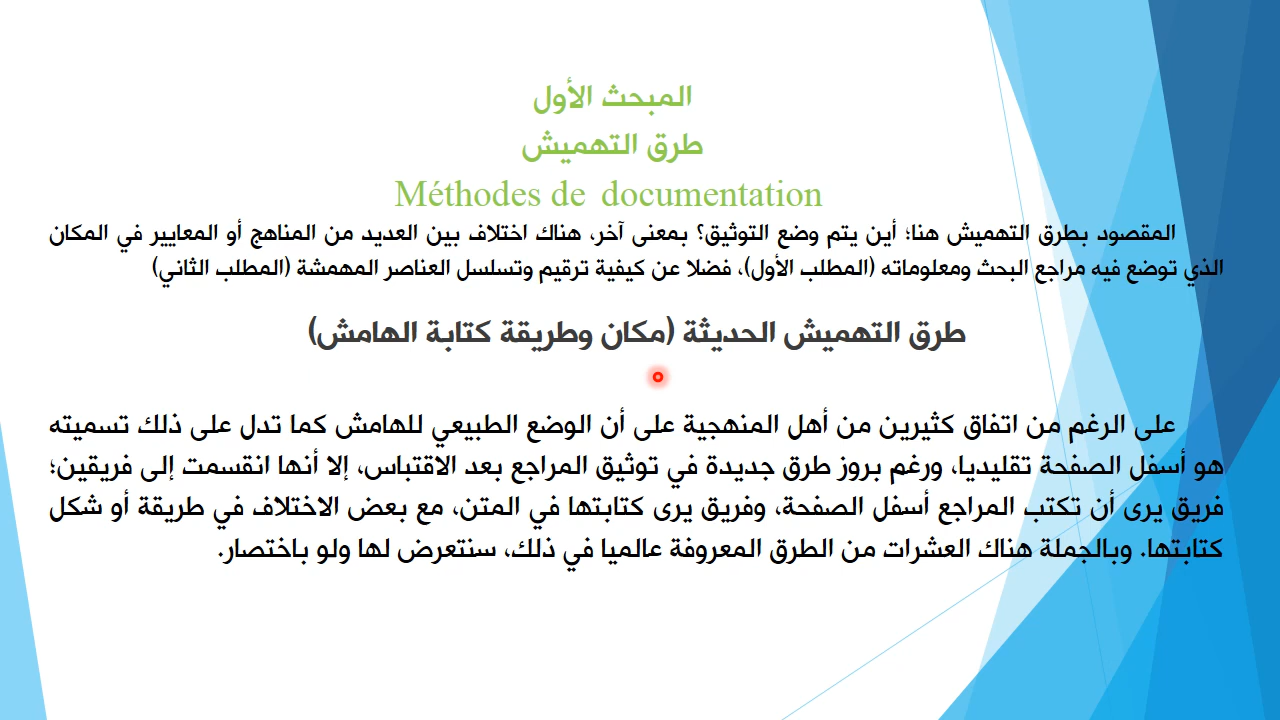 المبحث الأول
طرق التهميش
Méthodes de documentation
المقصود بطرق التهميش هنا؛ أين يتم وضع التوثيق؟ بمعنى آخر، هناك اختلاف بين العديد من المناهج أو المعايير في المكان
الذي توضع فيه مراجع البحث ومعلوماته (المطلب الأول)، فضلا عن كيفية ترقيم وتسلسل العناصر المهمشة (المطلب الثاني)
طرق التهميش الحديثة (مكان وطريقة كتابة الهامش)
على الرغم من اتفاق كثيرين من أهل المنهجية على أن الوضع الطبيعي للهامش كما تدل على ذلك تسميته
هو أسفل الصفحة تقليديا، ورغم بروز طرق جديدة في توثيق المراجع بعد الاقتباس، إلا أنها انقسمت إلى فريقين؛
فريق يرى أن تكتب المراجع أسفل الصفحة، وفريق يرى كتابتها في المتن، مع بعض الاختلاف في طريقة أو شكل
كتابتها. وبالجملة هناك العشرات من الطرق المعروفة عالميا في ذلك، سنتعرض لها ولو باختصار.